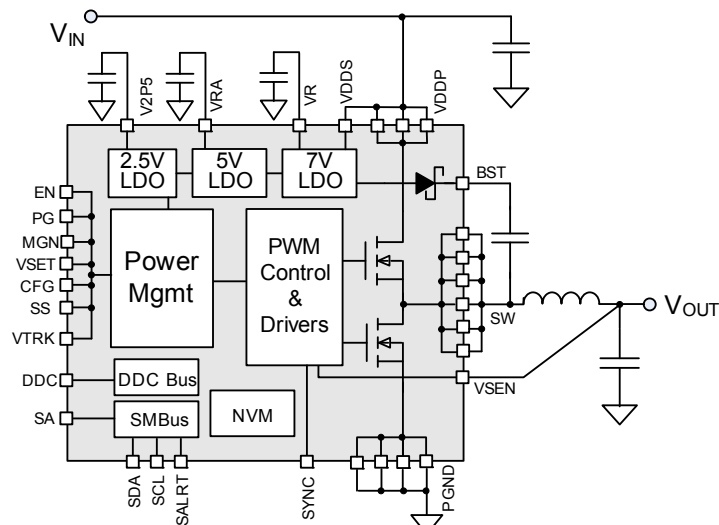 VIN
V2P5
VRA
VR
VDDS
VDDP
2.5V
LDO
5V
LDO
7V
LDO
BST
EN
PG
MGN
VSET
CFG
SS
VTRK
Power
Mgmt
PWM
Control
&
Drivers
SW
VOUT
DDC
DDC Bus
VSEN
SA
SMBus
NVM
SDA
SCL
SALRT
SYNC
PGND